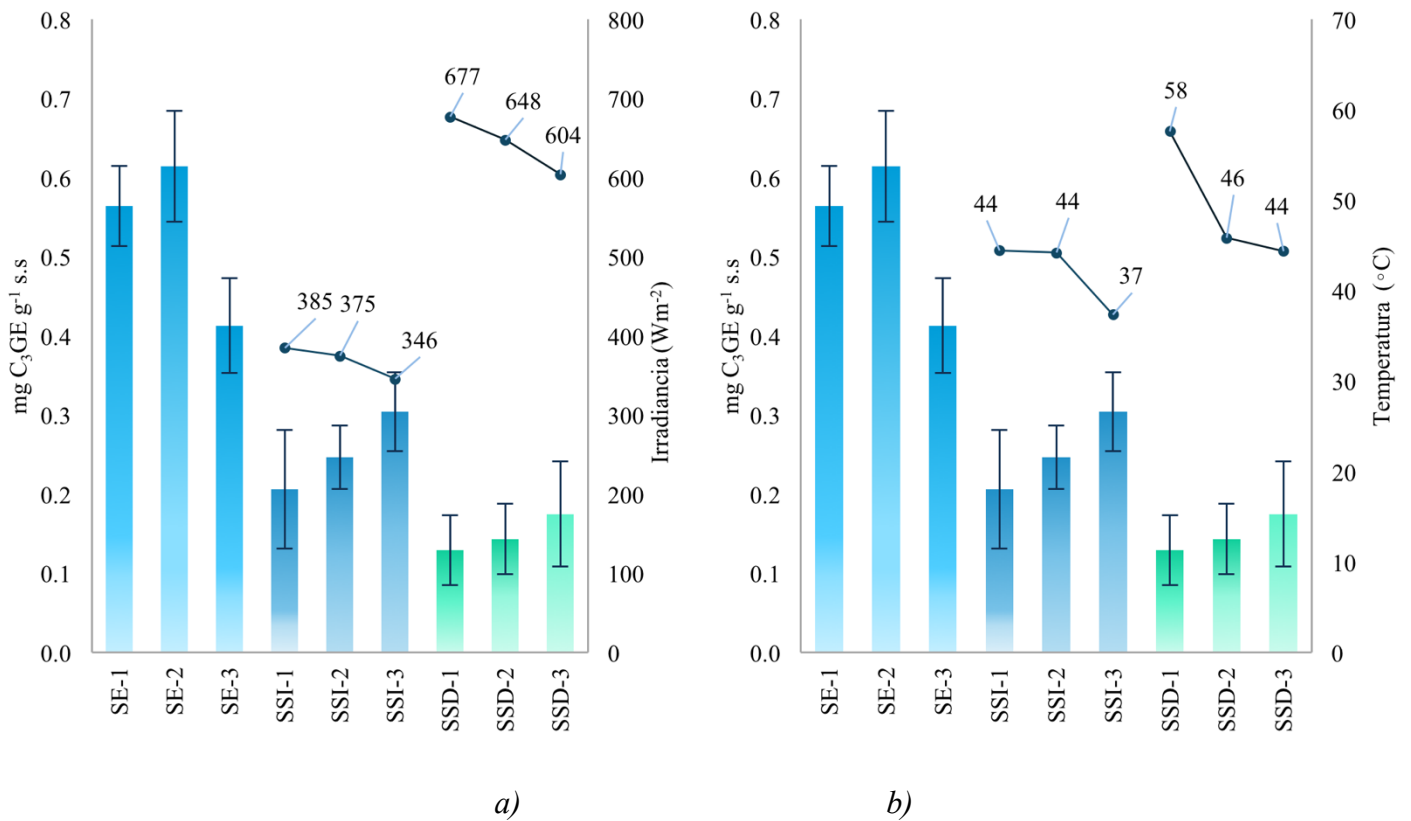 0.8
0.7
0.6
0.5
0.4
0.3
0.2
0.1
0.0
mg C₃GE g⁻¹ s.s
800
700
600
500
400
300
200
100
0
Irradiancia (Wm⁻²)
677
648
604
385
375
346
SE-1
SE-2
SE-3
SSI-1
SSI-2
SSI-3
SSD-1
SSD-2
SSD-3
a)
0.8
0.7
0.6
0.5
0.4
0.3
0.2
0.1
0.0
mg C₃GE g⁻¹ s.s
70
60
50
40
30
20
10
0
Temperatura (°C)
58
46
44
44
44
37
SE-1
SE-2
SE-3
SSI-1
SSI-2
SSI-3
SSD-1
SSD-2
SSD-3
b)